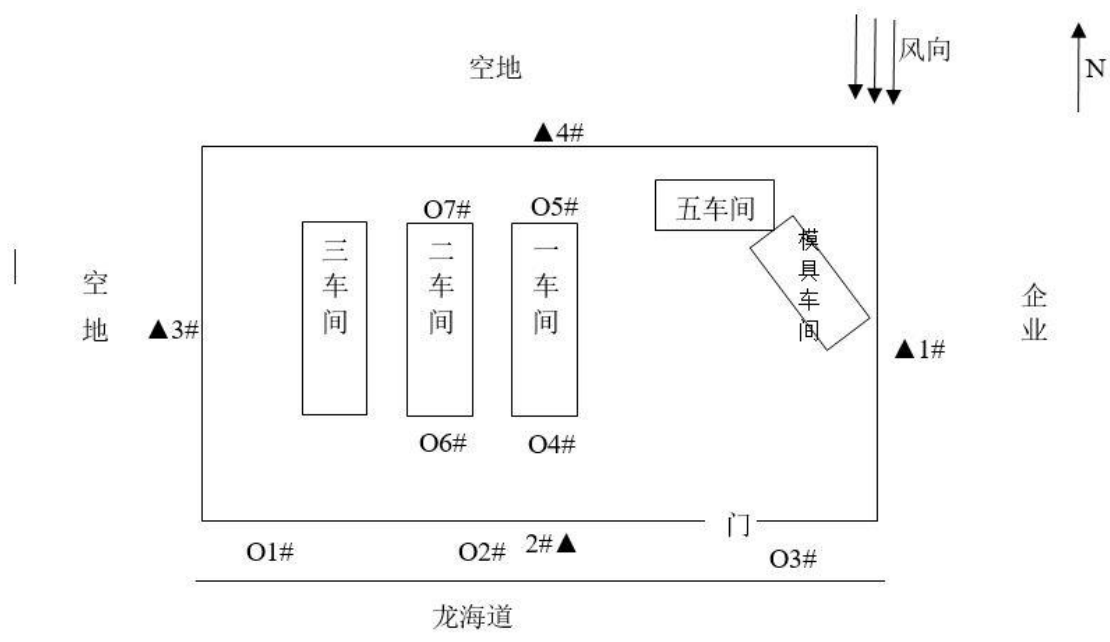 风向
空地
N
▲4#
五车间
O7#
O5#
三车间
二车间
一车间
模具车间
空地
企业
▲3#
▲1#
O6#
O4#
门
O1#
O2#
2#▲
O3#
龙海道